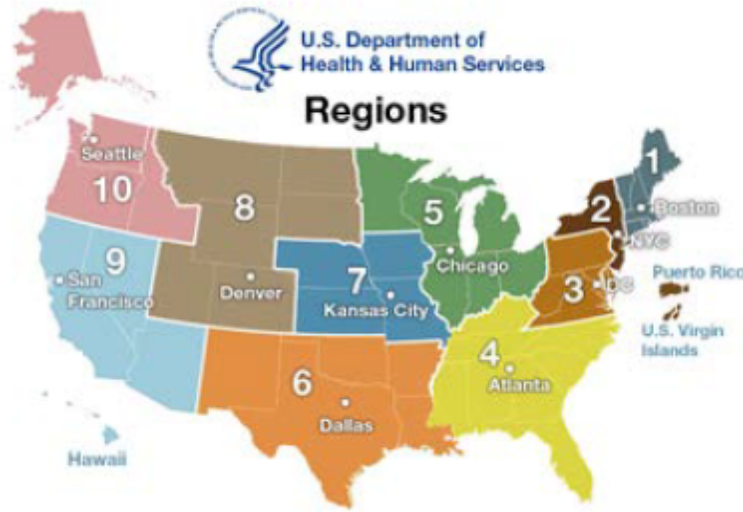 U.S. Department of
Health & Human Services
Regions
Seattle
10
8
5
1
2
Boston
NYC
9
San
Francisco
Denver
7
Kansas City
Chicago
3
DC
Puerto Rico
U.S. Virgin
Islands
6
Dallas
4
Atlanta
Hawaii